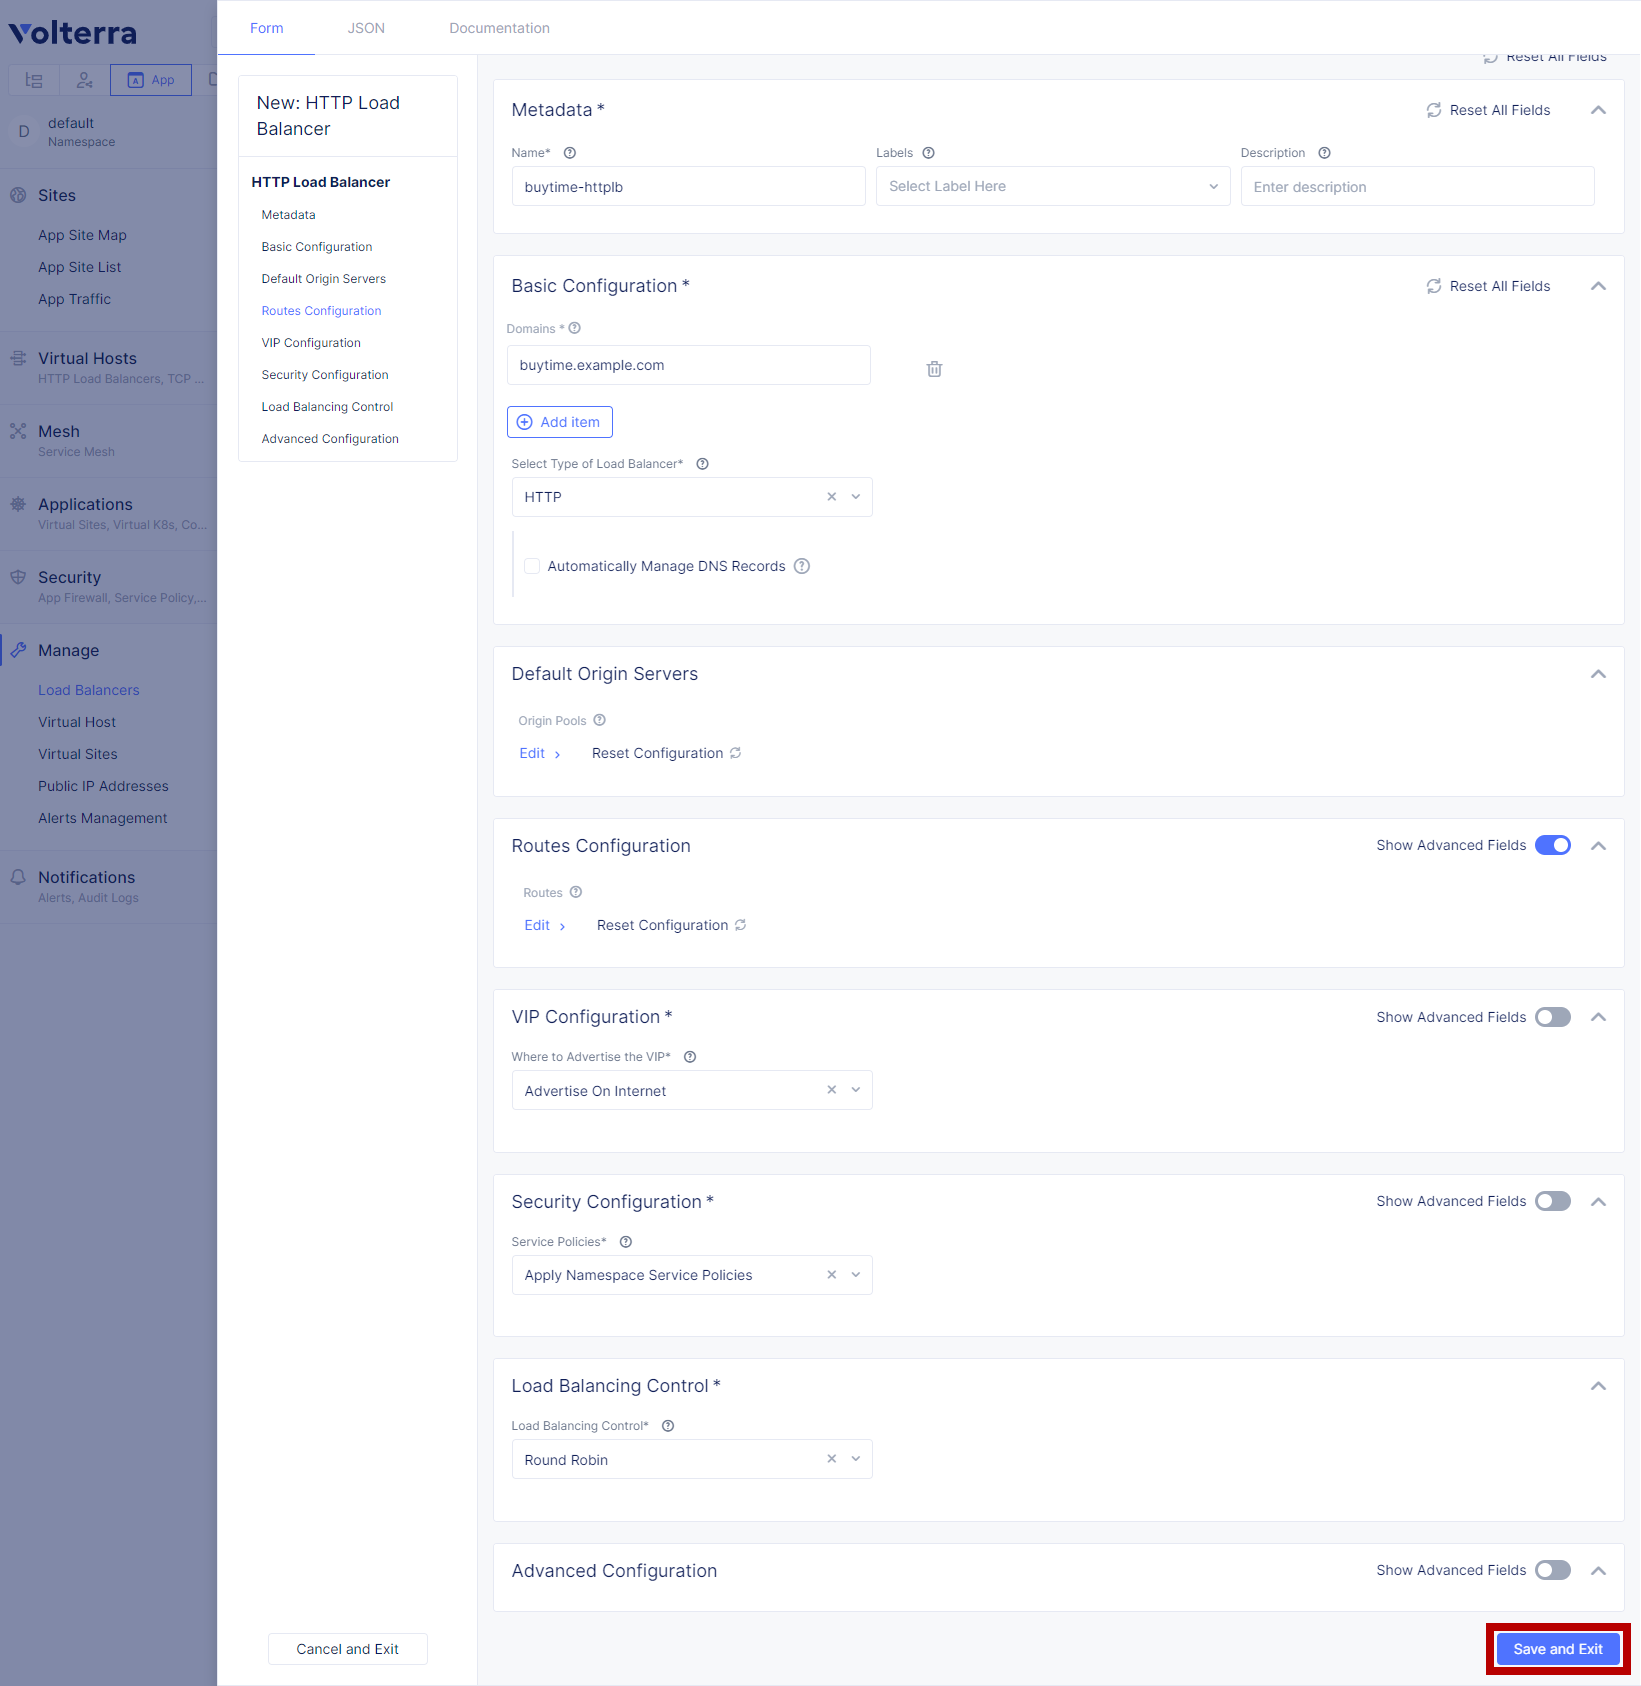 Volterra
App
D
default
Namespace
Sites
App Site Map
App Site List
App Traffic
Virtual Hosts
HTTP Load Balancers, TCP ...
Mesh
Service Mesh
Applications
Virtual Sites, Virtual K8s, Co...
Security
App Firewall, Service Policy,...
Manage
Load Balancers
Virtual Host
Virtual Sites
Public IP Addresses
Alerts Management
Notifications
Alerts, Audit Logs
Form
JSON
Documentation
New: HTTP Load
Balancer
HTTP Load Balancer
Metadata
Basic Configuration
Default Origin Servers
Routes Configuration
VIP Configuration
Security Configuration
Load Balancing Control
Advanced Configuration
Cancel and Exit
Reset All Fields
Metadata *
Reset All Fields
Name*
Labels
Description
buytime-httplb
Select Label Here
Enter description
Basic Configuration *
Reset All Fields
Domains *
buytime.example.com
Add item
Select Type of Load Balancer*
HTTP
Automatically Manage DNS Records
Default Origin Servers
Origin Pools
Edit
Reset Configuration
Routes Configuration
Show Advanced Fields
Routes
Edit
Reset Configuration
VIP Configuration *
Show Advanced Fields
Where to Advertise the VIP*
Advertise On Internet
Security Configuration *
Show Advanced Fields
Service Policies*
Apply Namespace Service Policies
Load Balancing Control *
Load Balancing Control*
Round Robin
Advanced Configuration
Show Advanced Fields
Save and Exit